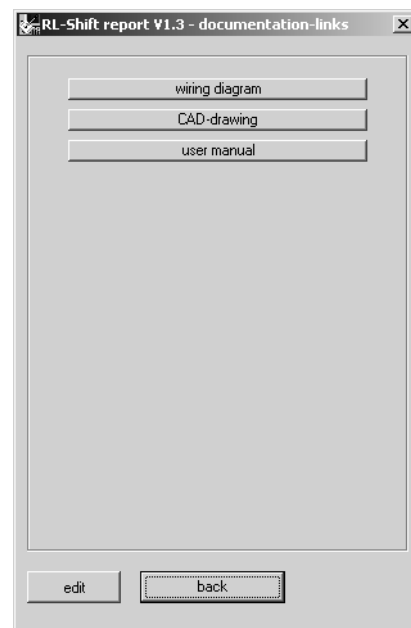 RL-Shift report V1.3 - documentation-links
wiring diagram
CAD-drawing
user manual
edit
back